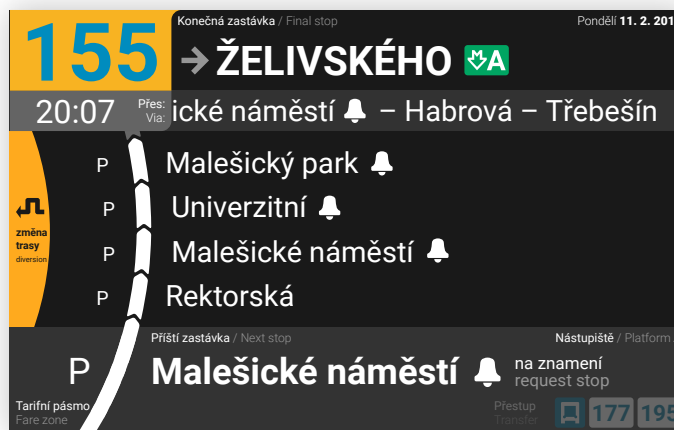 155
Konečná zastávka / Final stop
Pondělí 11. 2. 201
→ ŽELIVSKÉHO A
20:07
Přes:
Via:
ické náměstí – Habrová – Třebešín
P Malešický park
P Univerzitní
P Malešické náměstí
P Rektorská
změna
trasy
diversion
Příští zastávka / Next stop
Nástupiště / Platform
P
Malešické náměstí
na znamení
request stop
Tarifní pásmo
Fare zone
Přestup
Transfer
177 195